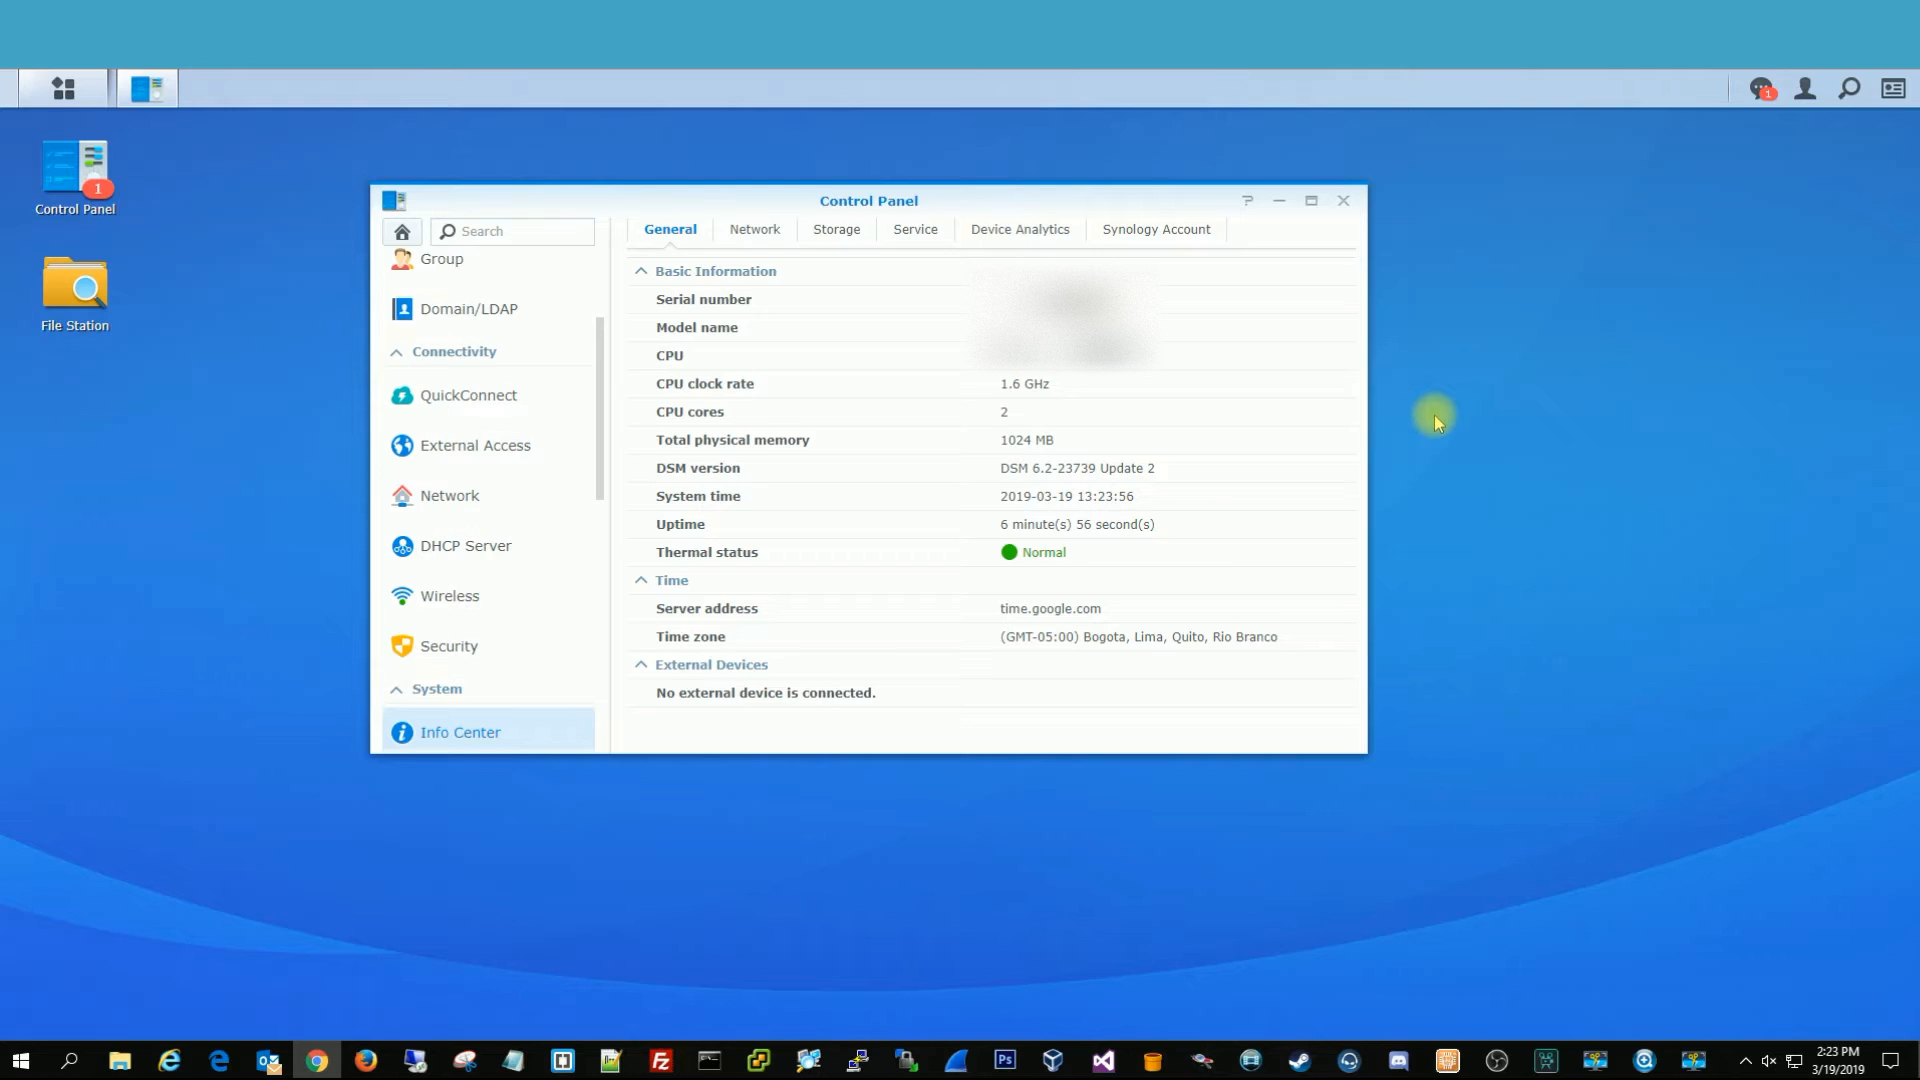 1
1
Control Panel
File Station
Control Panel
Search
Group
Domain/LDAP
Connectivity
QuickConnect
External Access
Network
DHCP Server
Wireless
Security
System
Info Center
General Network Storage Service Device Analytics Synology Account
Basic Information
Serial number
Model name
CPU
CPU clock rate 1.6 GHz
CPU cores 2
Total physical memory 1024 MB
DSM version DSM 6.2-23739 Update 2
System time 2019-03-19 13:23:56
Uptime 6 minute(s) 56 second(s)
Thermal status Normal
Time
Server address time.google.com
Time zone (GMT-05:00) Bogota, Lima, Quito, Rio Branco
External Devices
No external device is connected.
Fz
Ps
2:23 PM
3/19/2019